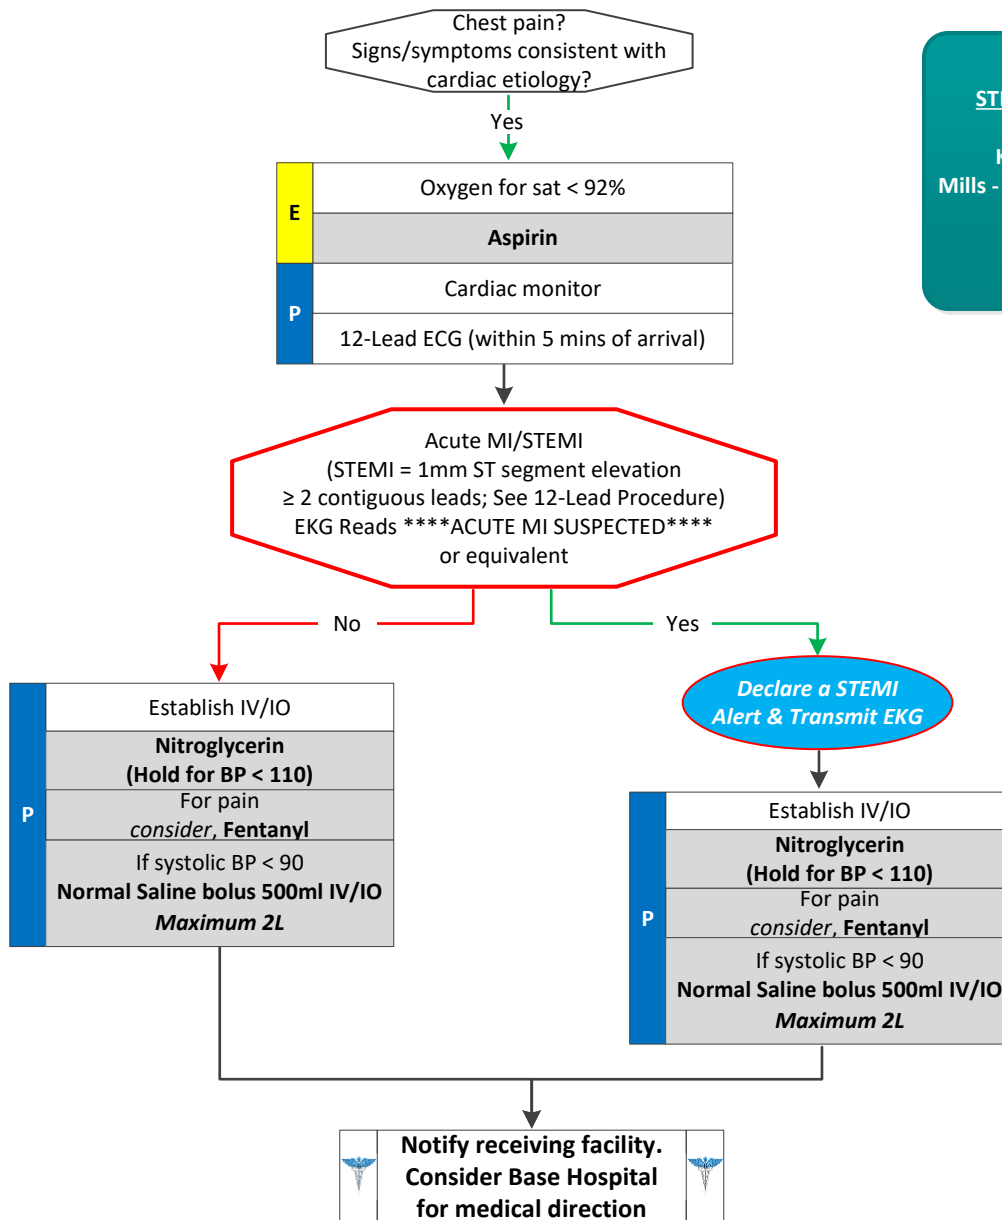 Chest pain?
Signs/symptoms consistent with
cardiac etiology?
Yes
E
Oxygen for sat < 92%
Aspirin
P
Cardiac monitor
12-Lead ECG (within 5 mins of arrival)
Mills -
Acute MI/STEMI
(STEMI = 1mm ST segment elevation
≥ 2 contiguous leads; See 12-Lead Procedure)
EKG Reads ****ACUTE MI SUSPECTED****
or equivalent
No
Yes
Declare a STEMI
Alert & Transmit EKG
P
Establish IV/IO
Nitroglycerin
(Hold for BP < 110)
For pain
consider, Fentanyl
If systolic BP < 90
Normal Saline bolus 500ml IV/IO
Maximum 2L
P
Establish IV/IO
Nitroglycerin
(Hold for BP < 110)
For pain
consider, Fentanyl
If systolic BP < 90
Normal Saline bolus 500ml IV/IO
Maximum 2L
Notify receiving facility.
Consider Base Hospital
for medical direction